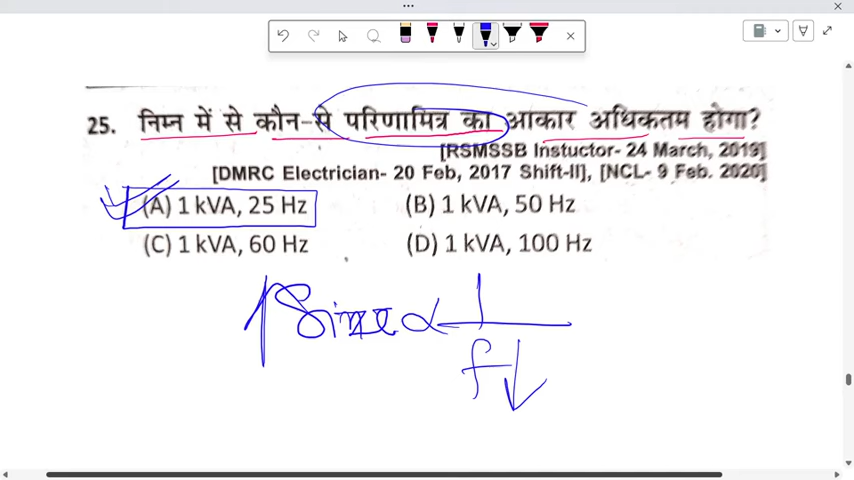 25. निम्न में से कौन-से परिणामित्र का आकार अधिकतम होगा?
[RSMSSB Instuctor- 24 March, 2019]
[DMRC Electrician- 20 Feb, 2017 Shift-II], [NCL- 9 Feb. 2020]
(A) 1 kVA, 25 Hz (B) 1 kVA, 50 Hz
(C) 1 kVA, 60 Hz (D) 1 kVA, 100 Hz
∝ 1
f↓